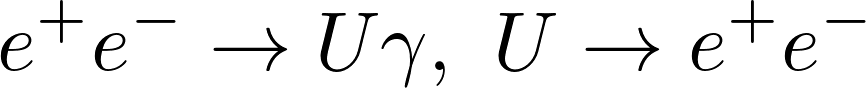 e⁺e⁻ → Uγ, U → e⁺e⁻